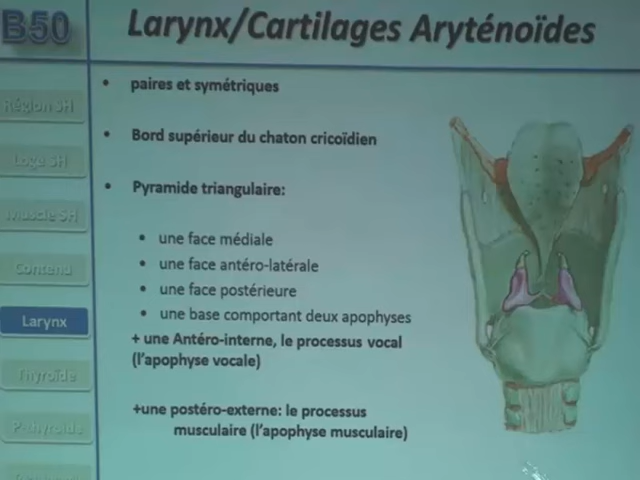 B50
Larynx/Cartilages Aryténoïdes
Région SH
Loge SH
Muscle SH
Contenu
Larynx
Thyroïde
• paires et symétriques
• Bord supérieur du chaton cricoïdien
• Pyramide triangulaire:
• une face médiale
• une face antéro-latérale
• une face postérieure
• une base comportant deux apophyses
+ une Antéro-interne, le processus vocal
(l'apophyse vocale)
+une postéro-externe: le processus
musculaire (l'apophyse musculaire)